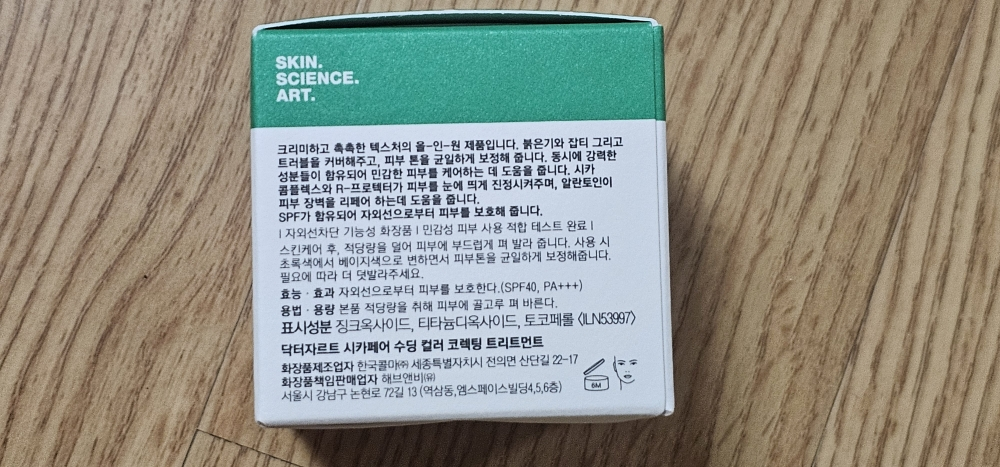 SKIN.
SCIENCE.
ART.
크리미하고 촉촉한 텍스처의 올-인-원 제품입니다. 붉은기와 잡티 그리고
트러블을 커버해주고, 피부 톤을 균일하게 보정해 줍니다. 동시에 강력한
성분들이 함유되어 민감한 피부를 케어하는 데 도움을 줍니다. 시카
콤플렉스와 R-프로텍터가 피부를 눈에 띄게 진정시켜주며, 알란토인이
피부 장벽을 리페어 하는데 도움을 줍니다.
SPF가 함유되어 자외선으로부터 피부를 보호해 줍니다.
| 자외선차단 기능성 화장품 | 민감성 피부 사용 적합 테스트 완료 |
스킨케어 후, 적당량을 덜어 피부에 부드럽게 펴 발라 줍니다. 사용 시
초록색에서 베이지색으로 변하면서 피부톤을 균일하게 보정해줍니다.
필요에 따라 더 덧발라주세요.
효능 · 효과 자외선으로부터 피부를 보호한다.(SPF40, PA+++)
용법 · 용량 본품 적당량을 취해 피부에 골고루 펴 바른다.
표시성분 징크옥사이드, 티타늄디옥사이드, 토코페롤 <ILN53997>
닥터자르트 시카페어 수딩 컬러 코렉팅 트리트먼트
화장품제조업자 한국콜마㈜ 세종특별자치시 전의면 산단길 22-17
화장품책임판매업자 해브앤비㈜
서울시 강남구 논현로 72길 13 (역삼동,엠스페이스빌딩4,5,6층)
6M